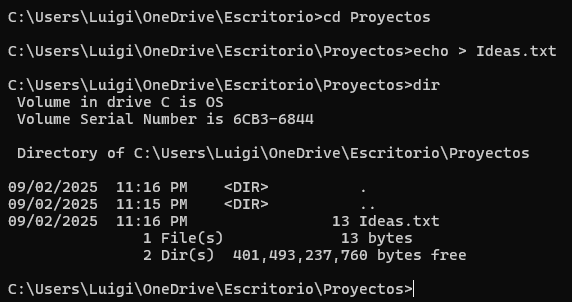 C:\Users\Luigi\OneDrive\Escritorio>cd Proyectos
C:\Users\Luigi\OneDrive\Escritorio\Proyectos>echo > Ideas.txt
C:\Users\Luigi\OneDrive\Escritorio\Proyectos>dir
 Volume in drive C is OS
 Volume Serial Number is 6CB3-6844
 Directory of C:\Users\Luigi\OneDrive\Escritorio\Proyectos
09/02/2025  11:16 PM    <DIR>          .
09/02/2025  11:15 PM    <DIR>          ..
09/02/2025  11:16 PM                13 Ideas.txt
               1 File(s)             13 bytes
               2 Dir(s)  401,493,237,760 bytes free
C:\Users\Luigi\OneDrive\Escritorio\Proyectos>